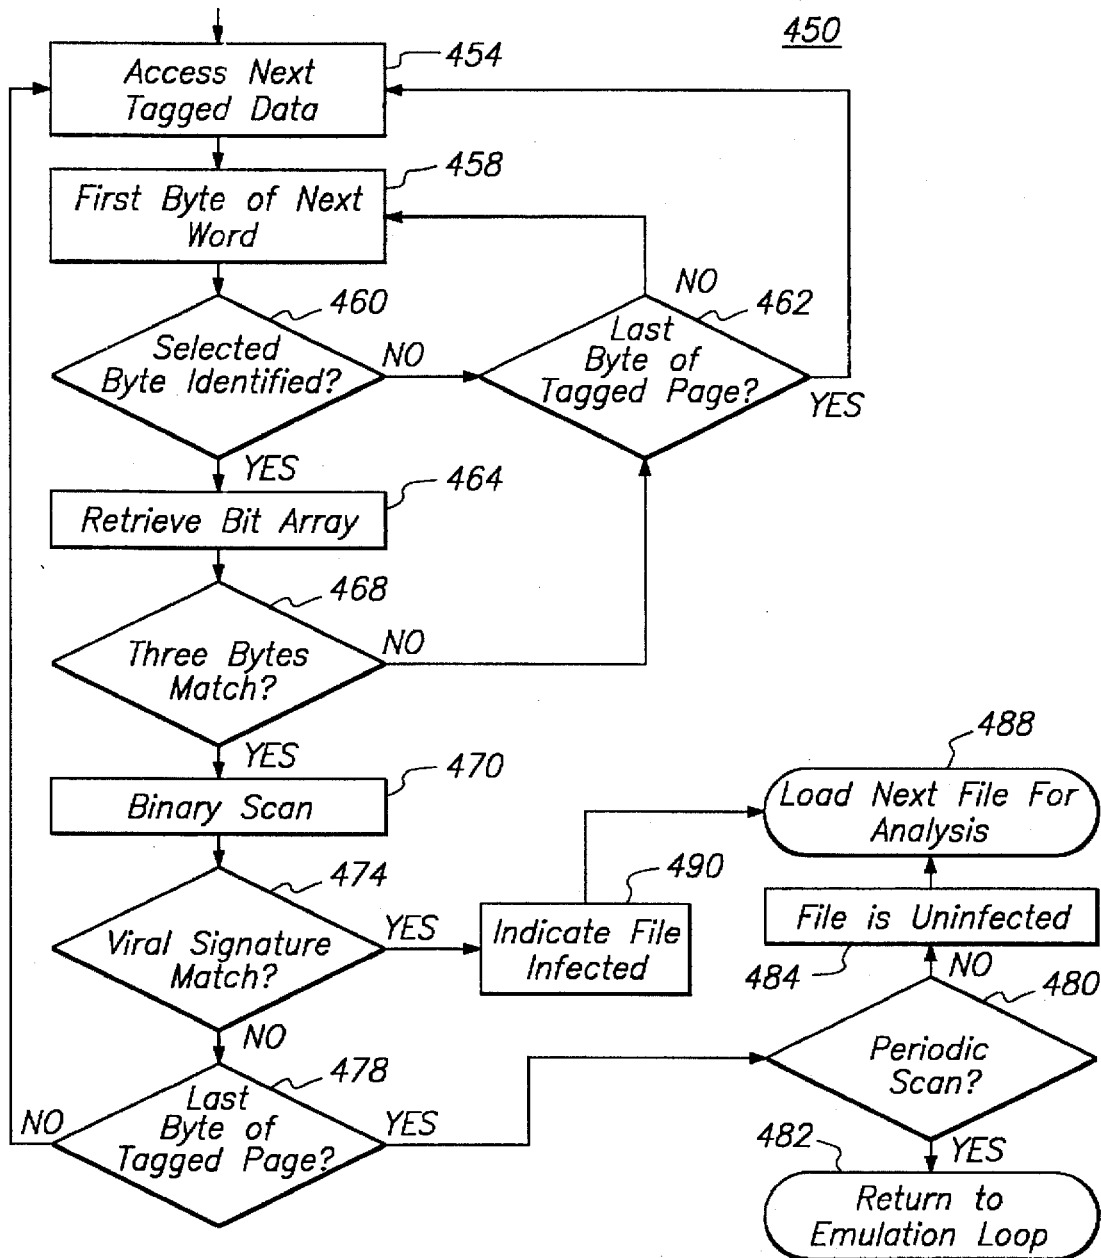 450
454
Access Next
Tagged Data
458
First Byte of Next
Word
460
Selected
Byte Identified?
NO
NO
462
Last
Byte of
Tagged Page?
YES
YES
464
Retrieve Bit Array
468
Three Bytes
Match?
NO
YES
470
Binary Scan
474
Viral Signature
Match?
YES
490
Indicate File
Infected
488
Load Next File For
Analysis
File is Uninfected
484
NO
480
Periodic
Scan?
NO
478
Last
Byte of
Tagged Page?
NO
YES
482
YES
Return to
Emulation Loop